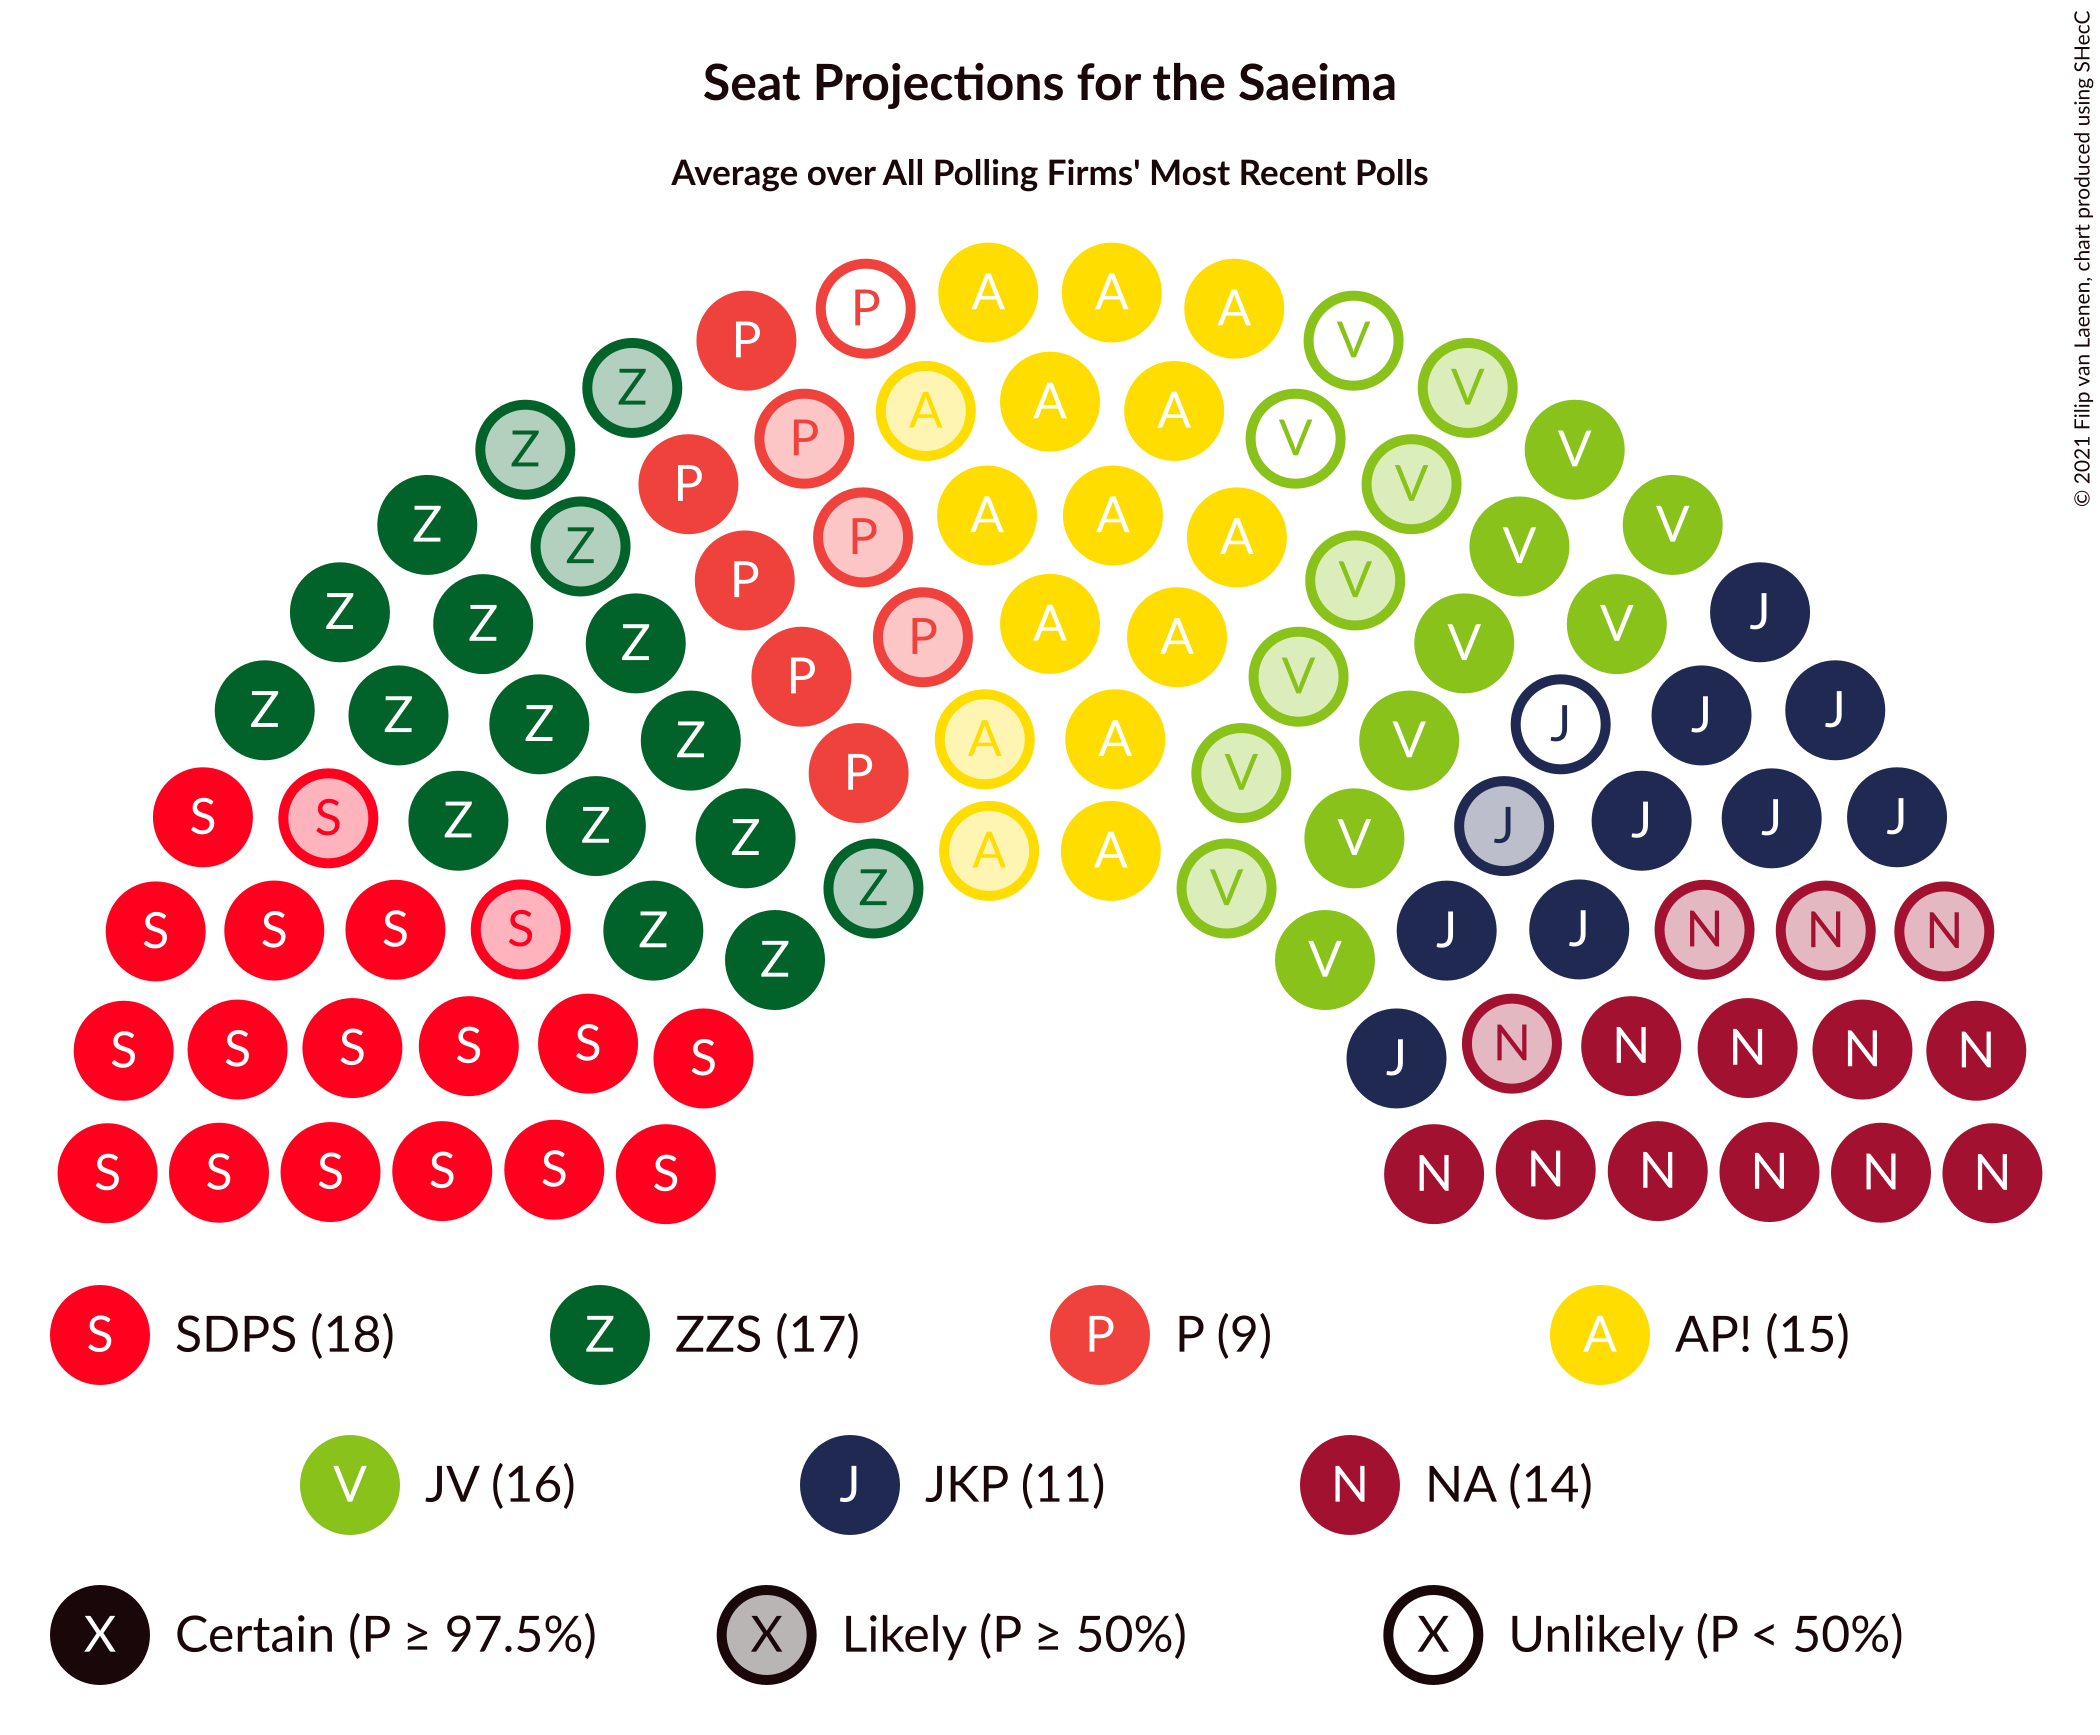 © 2021 Filip van Laenen, chart produced using SHecC
Seat Projections for the Saeima
Average over All Polling Firms' Most Recent Polls
P A A A
P V
Z A A A V
Z P V V
P V
Z Z P A A A V V
P V
Z Z Z P A A V V J
P V
Z Z Z Z A A V J J J
P V
S S Z Z Z A A V J J J J
Z V
S S S S Z J J N N N
Z V
S S S S S S J N N N N N
S S S S S S N N N N N N
S SDPS (18) Z ZZS (17) P P (9) A AP! (15)
V JV (16) J JKP (11) N NA (14)
X Certain (P ≥ 97.5%) X Likely (P ≥ 50%) X Unlikely (P < 50%)